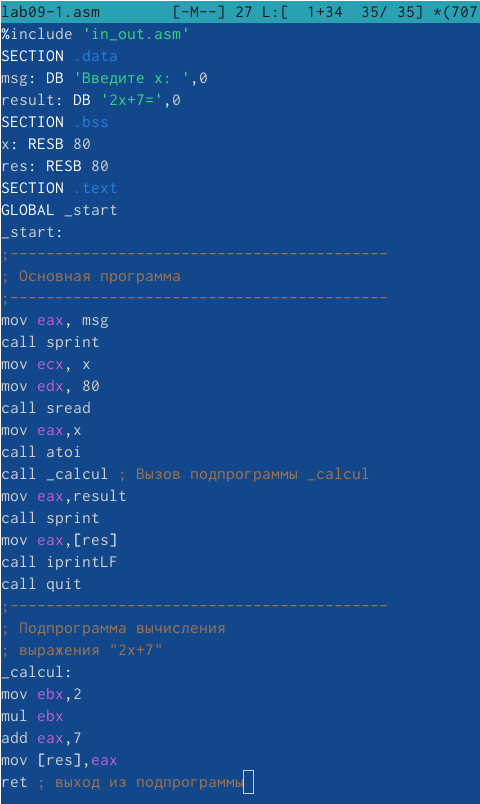 lab09-1.asm        [-M--] 27 L:[  1+34  35/ 35] *(707
%include 'in_out.asm'
SECTION .data
msg: DB 'Введите x: ',0
result: DB '2x+7=',0
SECTION .bss
x: RESB 80
res: RESB 80
SECTION .text
GLOBAL _start
_start:
;------------------------------------------
; Основная программа
;------------------------------------------
mov eax, msg
call sprint
mov ecx, x
mov edx, 80
call sread
mov eax,x
call atoi
call _calcul ; Вызов подпрограммы _calcul
mov eax,result
call sprint
mov eax,[res]
call iprintLF
call quit
;------------------------------------------
; Подпрограмма вычисления
; выражения "2x+7"
_calcul:
mov ebx,2
mul ebx
add eax,7
mov [res],eax
ret ; выход из подпрограммы